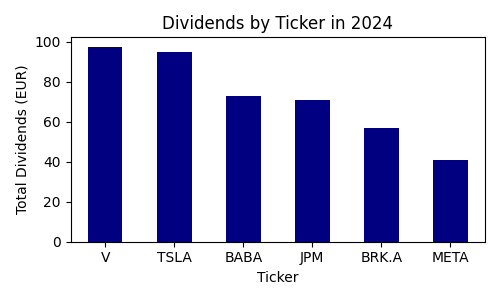 Dividends by Ticker in 2024
Total Dividends (EUR)
100
80
60
40
20
0
V TSLA BABA JPM BRK.A META
Ticker